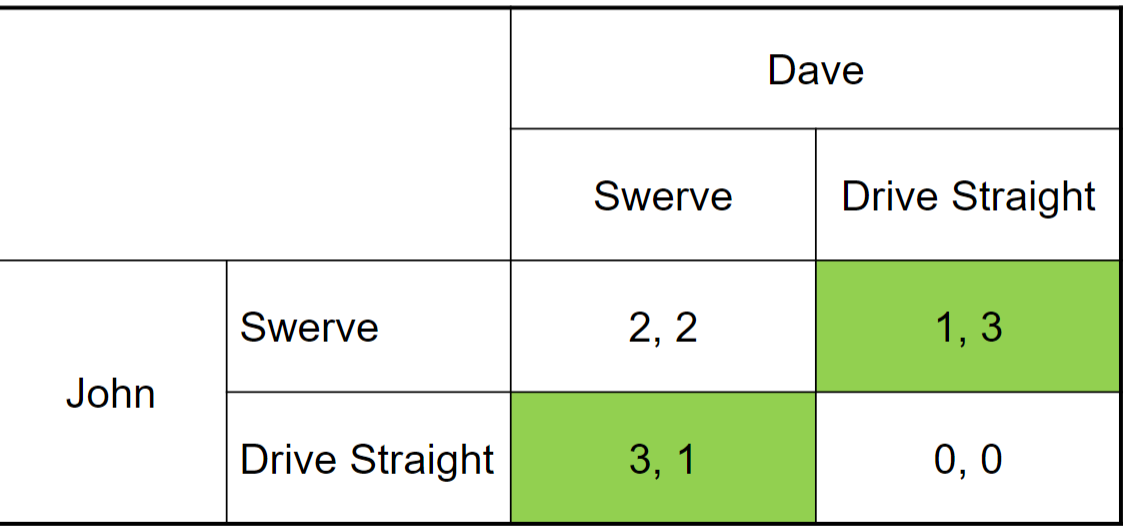 Dave
Swerve Drive Straight
Swerve 2, 2 1, 3
John
Drive Straight 3, 1 0, 0